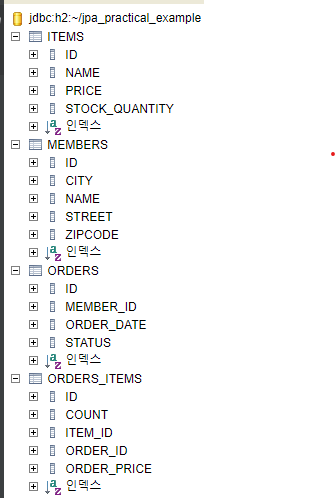 jdbc:h2:~/jpa_practical_example
ITEMS
ID
NAME
PRICE
STOCK_QUANTITY
인덱스
MEMBERS
ID
CITY
NAME
STREET
ZIPCODE
인덱스
ORDERS
ID
MEMBER_ID
ORDER_DATE
STATUS
인덱스
ORDERS_ITEMS
ID
COUNT
ITEM_ID
ORDER_ID
ORDER_PRICE
인덱스